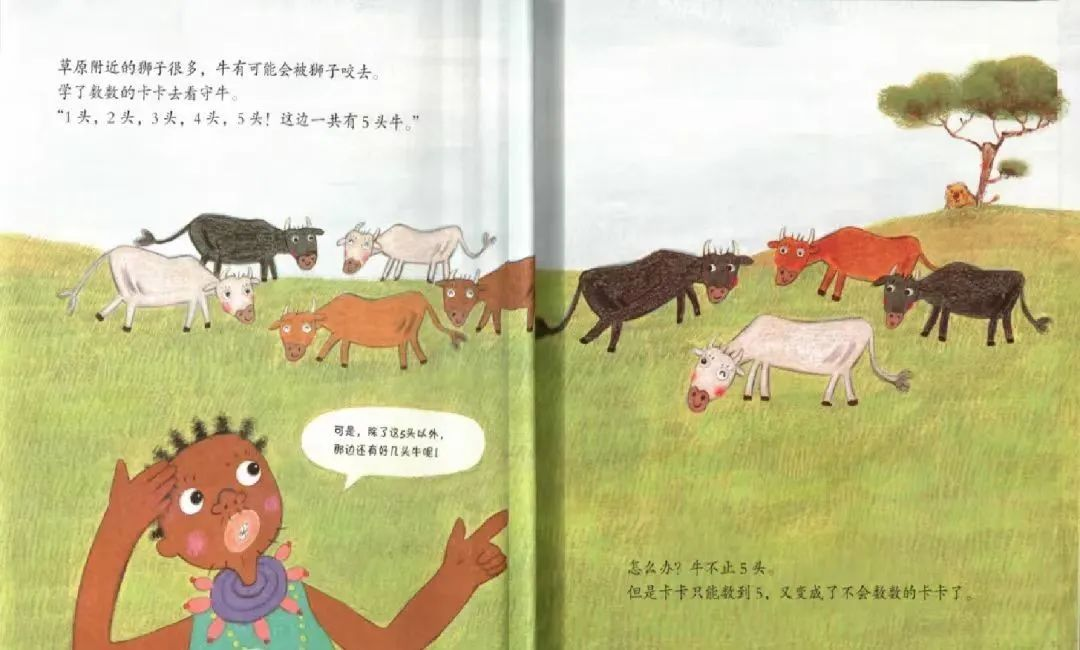 草原附近的狮子很多，牛有可能会被狮子咬去。
学了数数的卡卡去看守牛。
“1头，2头，3头，4头，5头！这边一共有5头牛。”
可是，除了这5头以外，
那边还有好几头牛呢！
怎么办？牛不止5头。
但是卡卡只能数到5，又变成了不会数数的卡卡了。